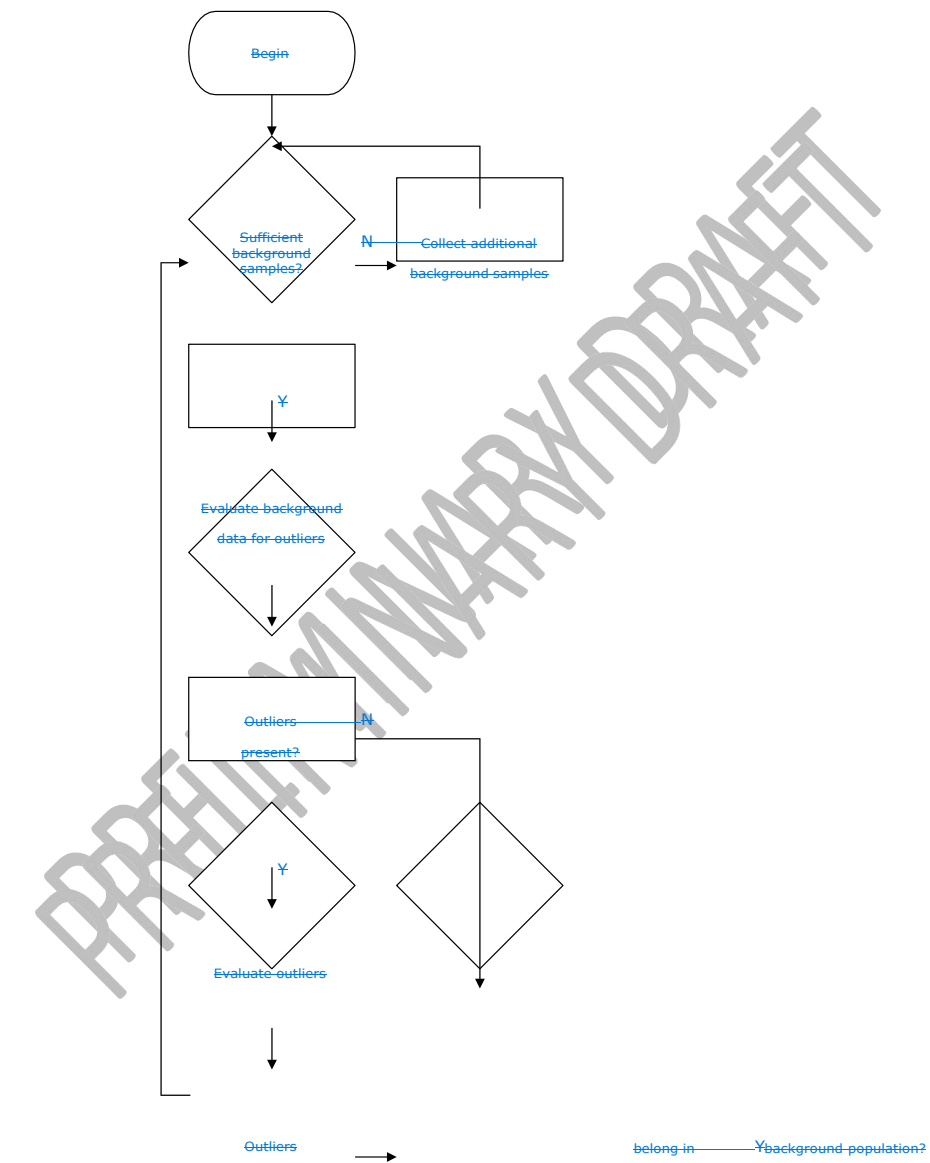 Begin
Sufficient
background
samples?
N Collect additional
background samples
Y
Evaluate background
data for outliers
Outliers N
present?
Y
Evaluate outliers
Outliers belong in Y background population?
PRELIMINARY DRAFT